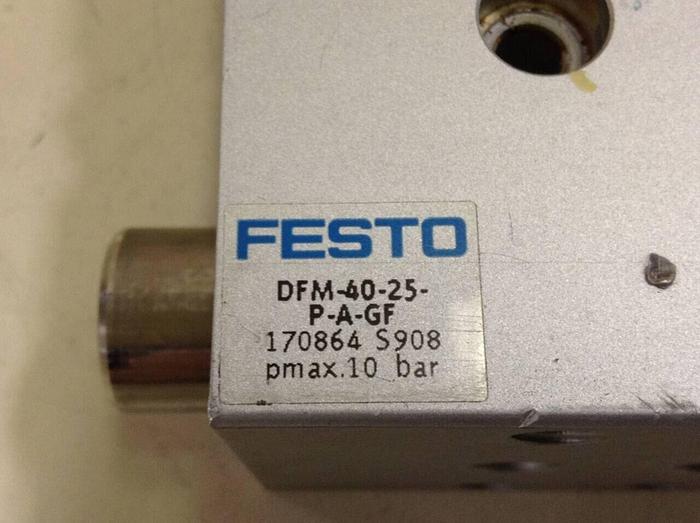 FESTO
DFM-40-25-
P-A-GF
170864 S908
pmax.10 bar